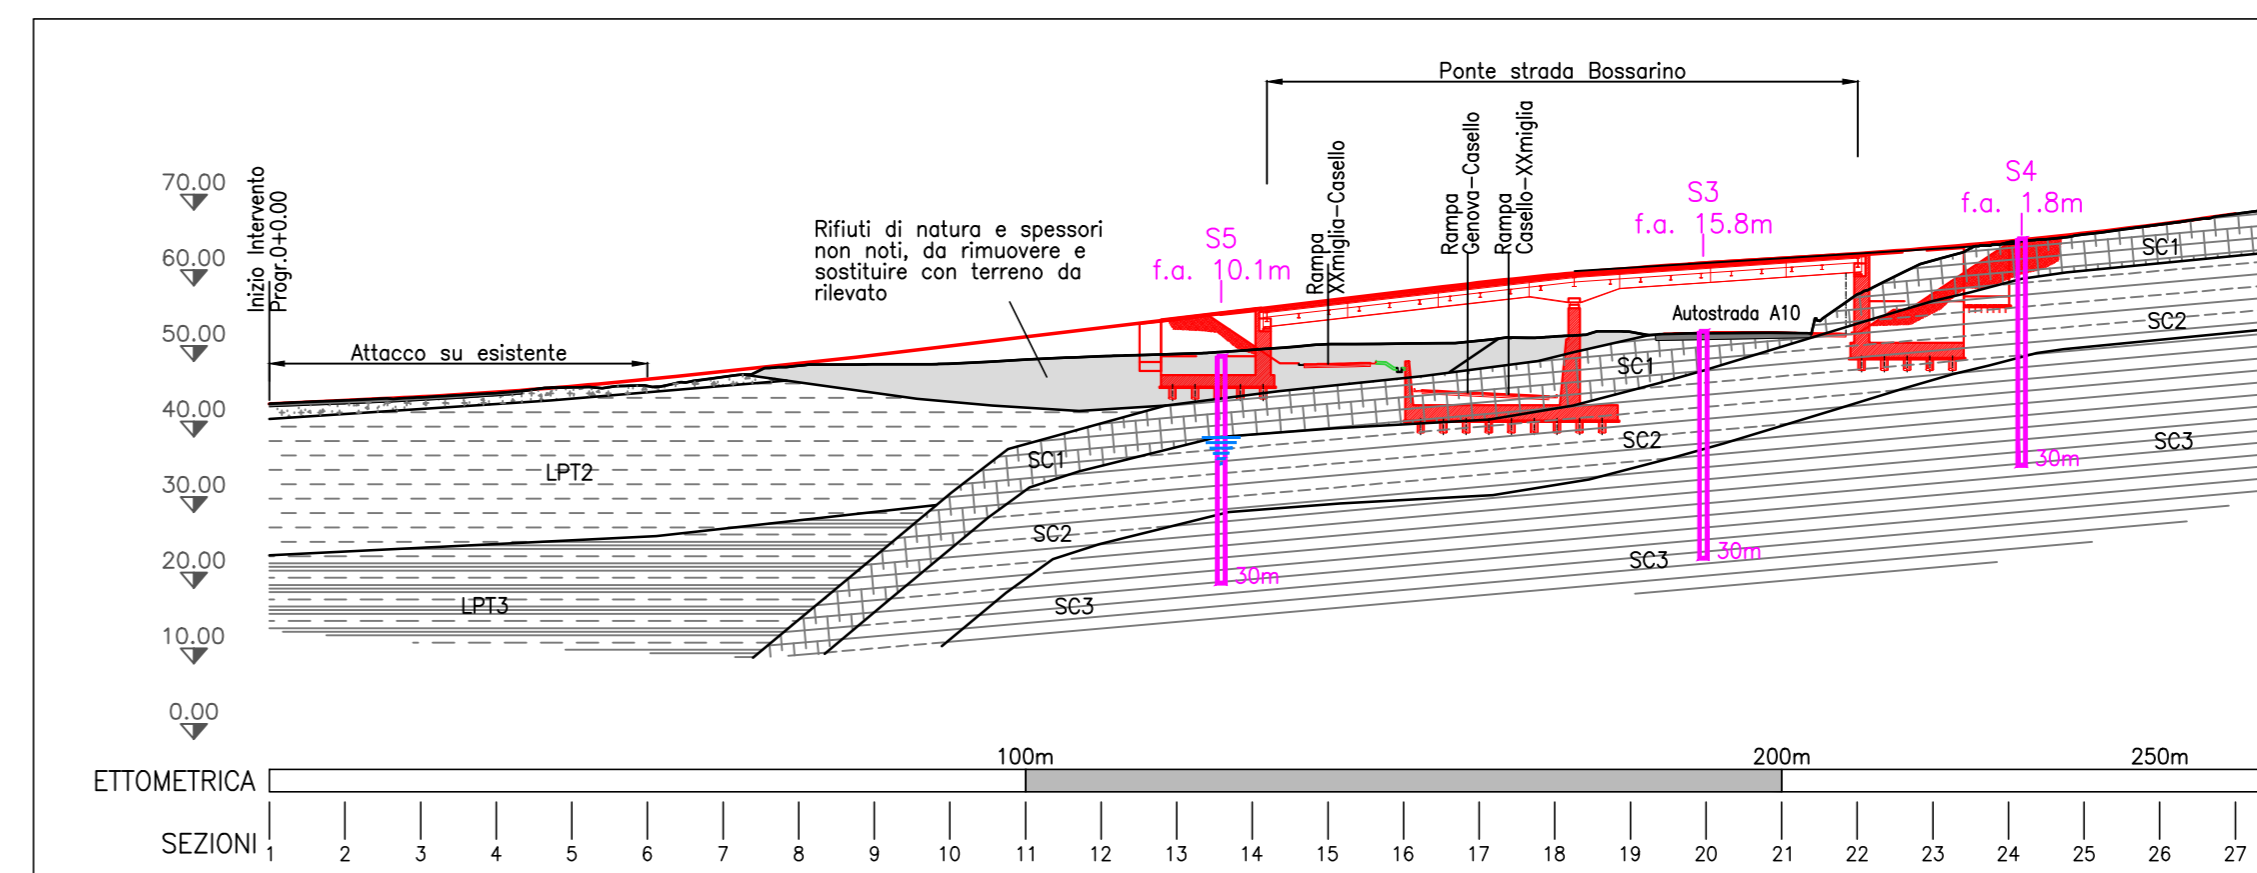 Ponte strada Bossarino
70.00
60.00
50.00
40.00
30.00
20.00
10.00
0.00
Inizio Intervento
Progr.0+0.00
Attacco su esistente
Rifiuti di natura e spessori
non noti, da rimuovere e
sostituire con terreno da
rilevato
S5
f.a. 10.1m
Rampa
XXmiglia-Casello
Rampa
Genova-Casello
Rampa
Casello-XXmiglia
S3
f.a. 15.8m
S4
f.a. 1.8m
Autostrada A10
SC1
SC2
SC1
SC2
SC3
30m
LPT2
SC1
SC2
30m
30m
SC3
LPT3
SC3
100m
200m
250m
ETTOMETRICA
SEZIONI
1 2 3 4 5 6 7 8 9 10 11 12 13 14 15 16 17 18 19 20 21 22 23 24 25 26 27